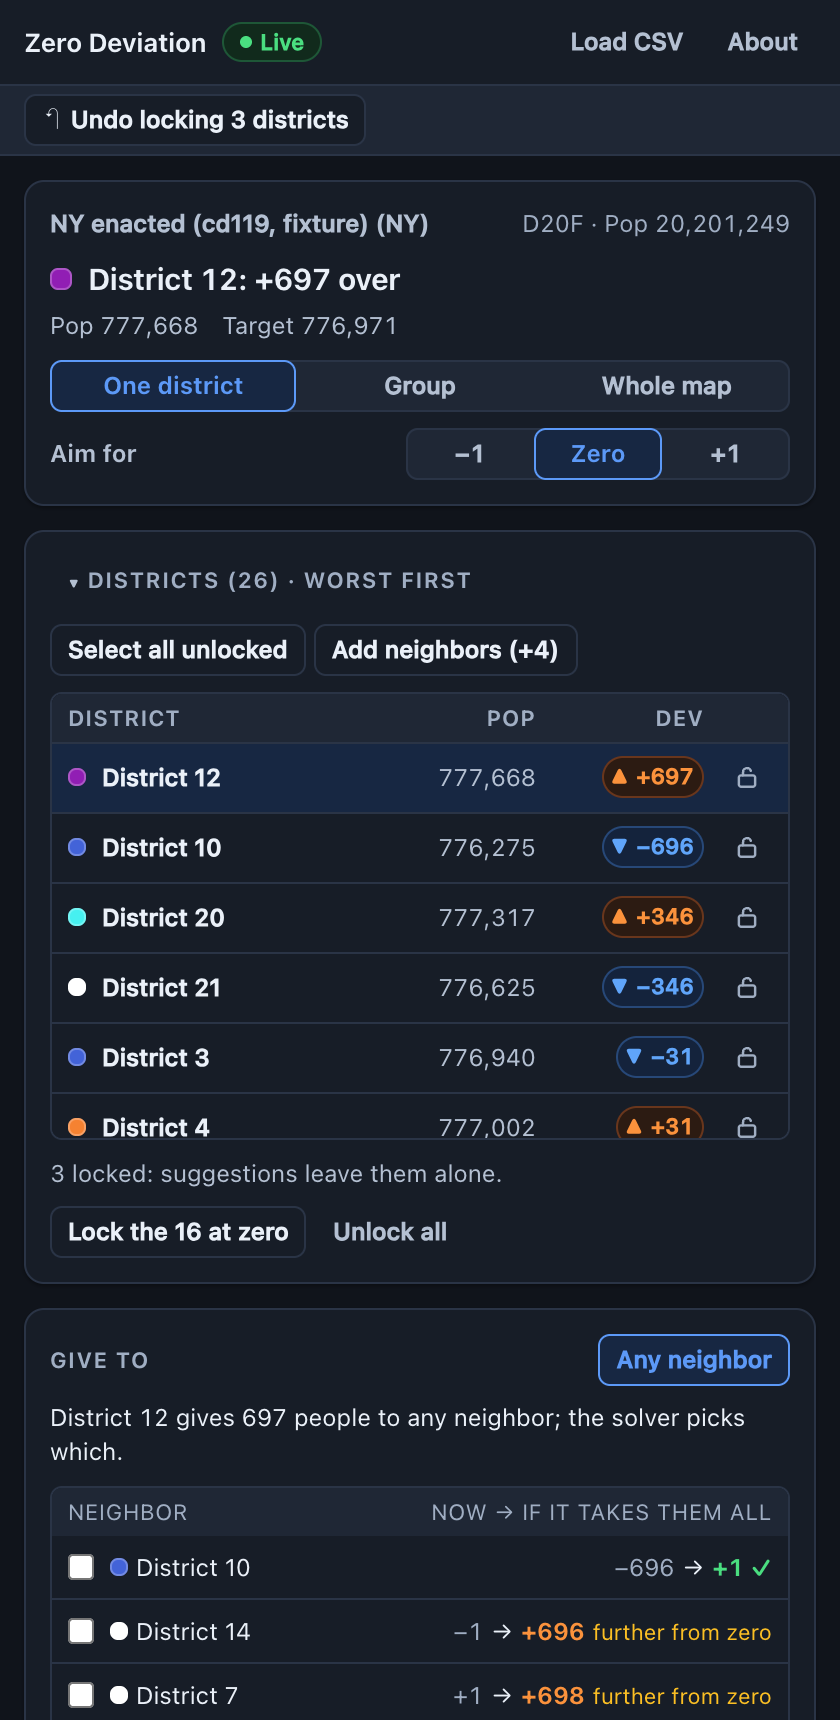 Zero Deviation Live Load CSV About
Undo locking 3 districts
NY enacted (cd119, fixture) (NY) D20F · Pop 20,201,249
District 12: +697 over
Pop 777,668 Target 776,971
One district Group Whole map
Aim for −1 Zero +1
▾ DISTRICTS (26) · WORST FIRST
Select all unlocked Add neighbors (+4)
DISTRICT POP DEV
District 12 777,668 ▲ +697
District 10 776,275 ▼ −696
District 20 777,317 ▲ +346
District 21 776,625 ▼ −346
District 3 776,940 ▼ −31
District 4 777,002 ▲ +31
3 locked: suggestions leave them alone.
Lock the 16 at zero Unlock all
GIVE TO Any neighbor
District 12 gives 697 people to any neighbor; the solver picks
which.
NEIGHBOR NOW → IF IT TAKES THEM ALL
District 10 −696 → +1 ✓
District 14 −1 → +696 further from zero
District 7 +1 → +698 further from zero